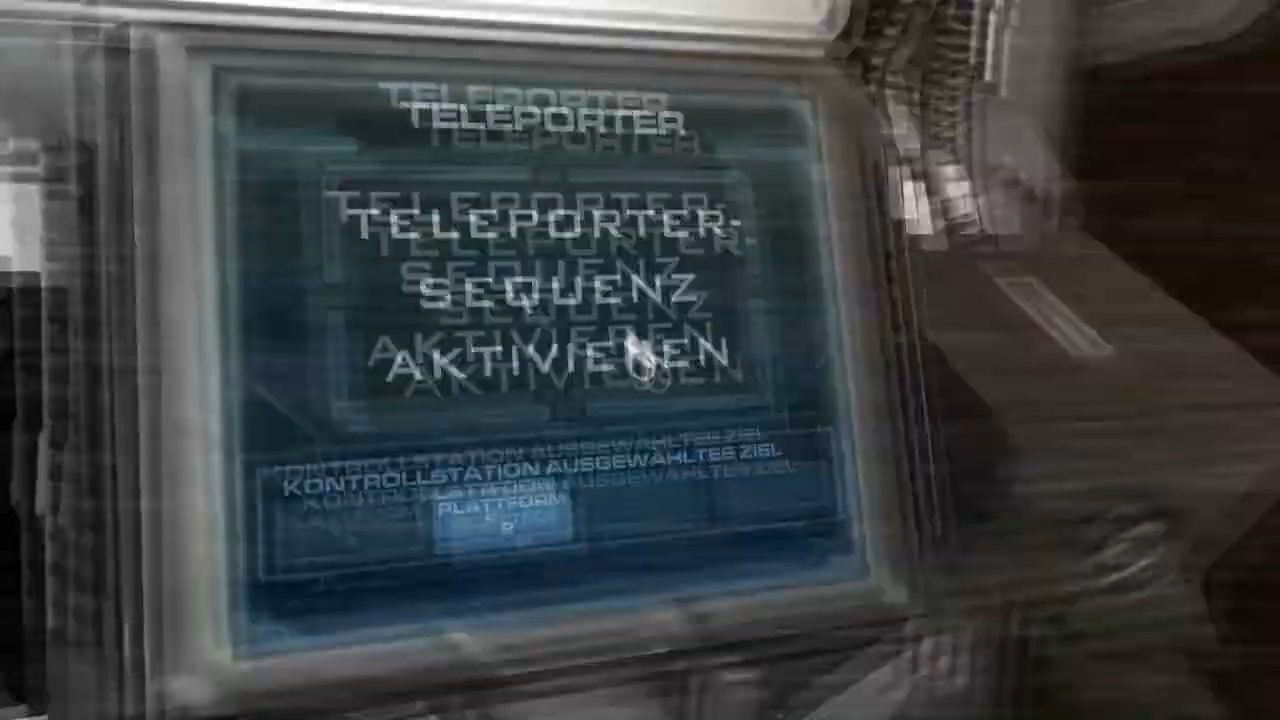 TELEPORTER
TELEPORTER-
SEQUENZ
AKTIVIEREN
KONTROLLSTATION AUSGEWÄHLTES ZIEL
PLATTFORM